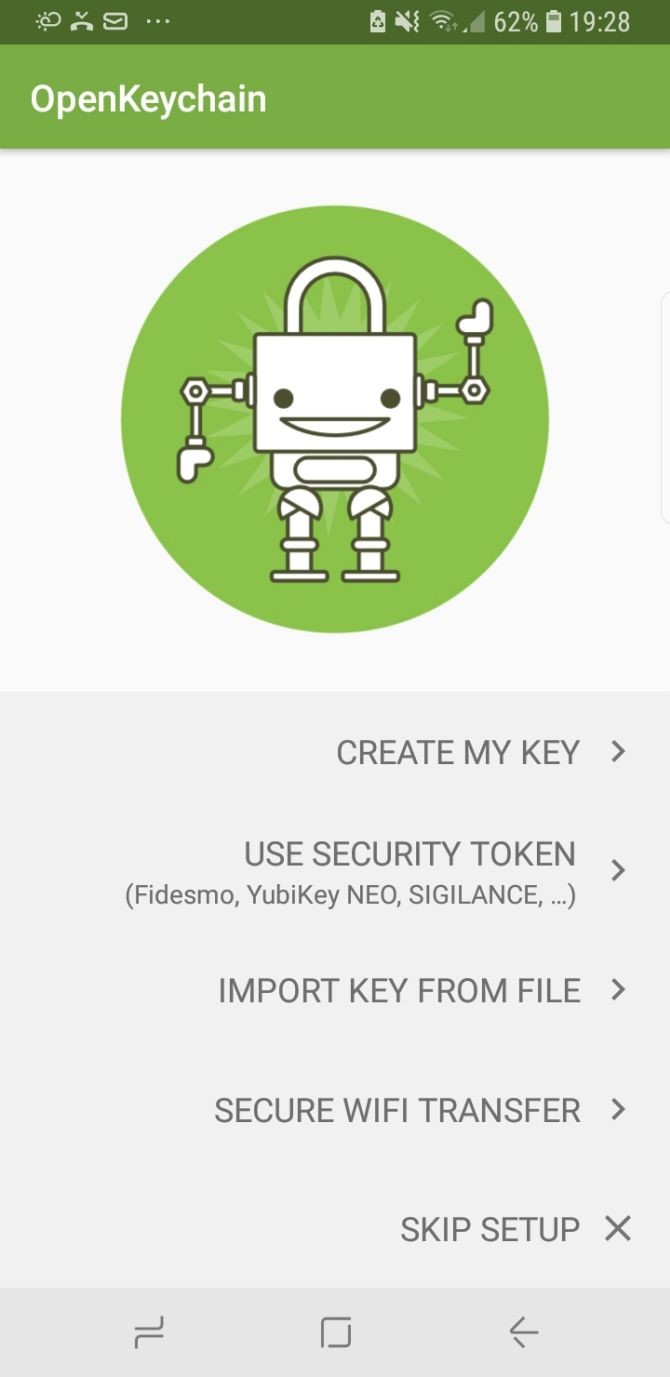 62% 19:28
OpenKeychain
CREATE MY KEY
USE SECURITY TOKEN
(Fidesmo, YubiKey NEO, SIGILANCE, ...)
IMPORT KEY FROM FILE
SECURE WIFI TRANSFER
SKIP SETUP